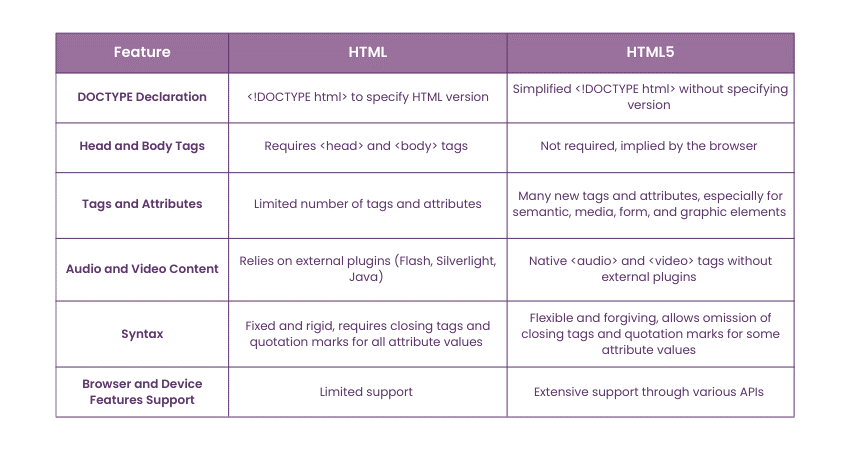 Feature HTML HTML5
DOCTYPE Declaration <!DOCTYPE html> to specify HTML version Simplified <!DOCTYPE html> without specifying
version
Head and Body Tags Requires <head> and <body> tags Not required, implied by the browser
Tags and Attributes Limited number of tags and attributes Many new tags and attributes, especially for
semantic, media, form, and graphic elements
Audio and Video Content Relies on external plugins (Flash, Silverlight,
Java) Native <audio> and <video> tags without
external plugins
Syntax Fixed and rigid, requires closing tags and
quotation marks for all attribute values Flexible and forgiving, allows omission of
closing tags and quotation marks for some
attribute values
Browser and Device
Features Support Limited support Extensive support through various APIs